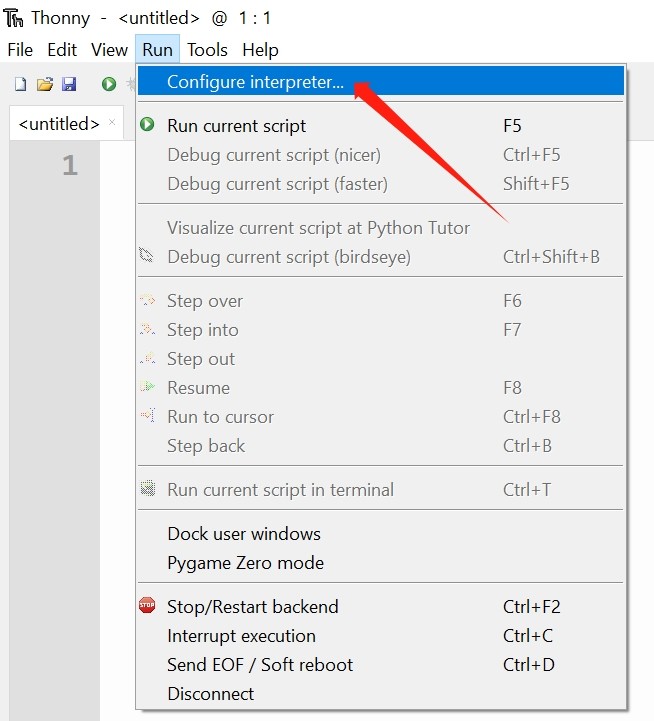 Thonny - <untitled> @ 1 : 1
File Edit View Run Tools Help
Configure interpreter...
<untitled> ×
Run current script F5
Debug current script (nicer) Ctrl+F5
1
Debug current script (faster) Shift+F5
Visualize current script at Python Tutor
Debug current script (birdseye) Ctrl+Shift+B
Step over F6
Step into F7
Step out
Resume F8
Run to cursor Ctrl+F8
Step back Ctrl+B
Run current script in terminal Ctrl+T
Dock user windows
Pygame Zero mode
STOP Stop/Restart backend Ctrl+F2
Interrupt execution Ctrl+C
Send EOF / Soft reboot Ctrl+D
Disconnect